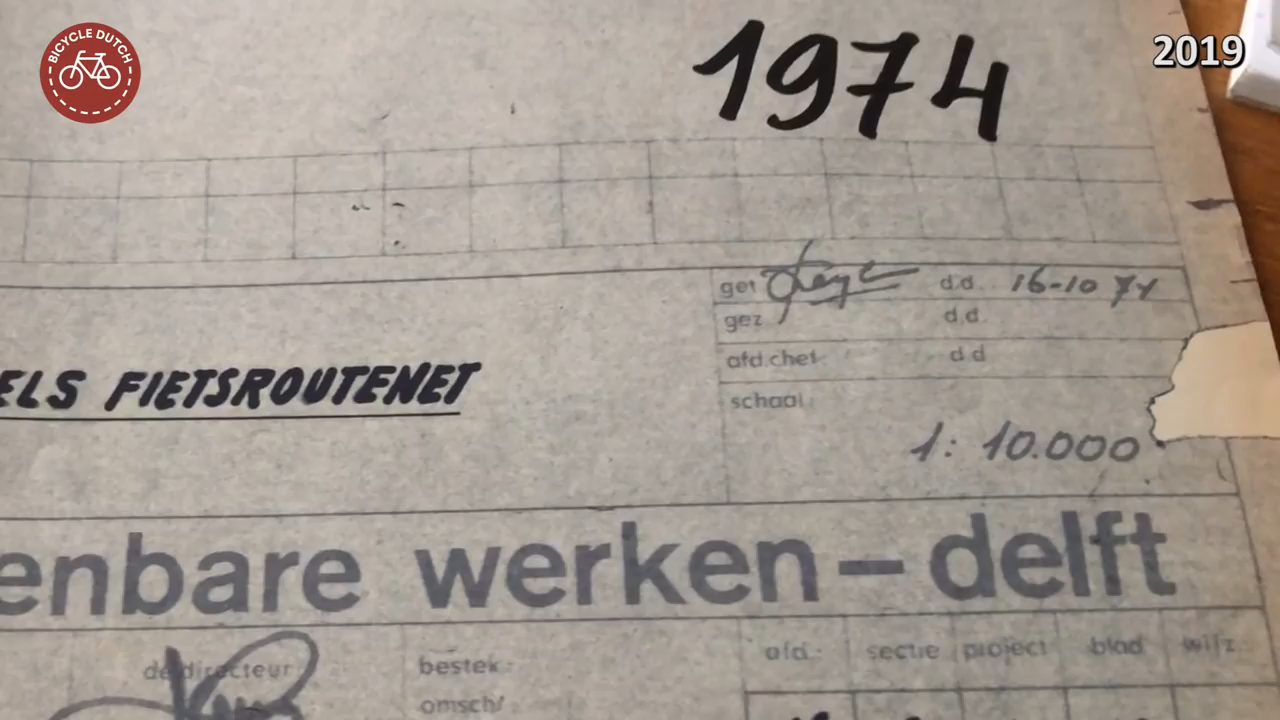 BICYCLE DUTCH
2019
1974
get d.d. 16-10 74
gez d.d.
afd.chef: d.d
schaal:
1: 10.000
ELS FIETSROUTENET
enbare werken – delft
de directeur
bestek:
omschr.
afd.: sectie project blad wijz.